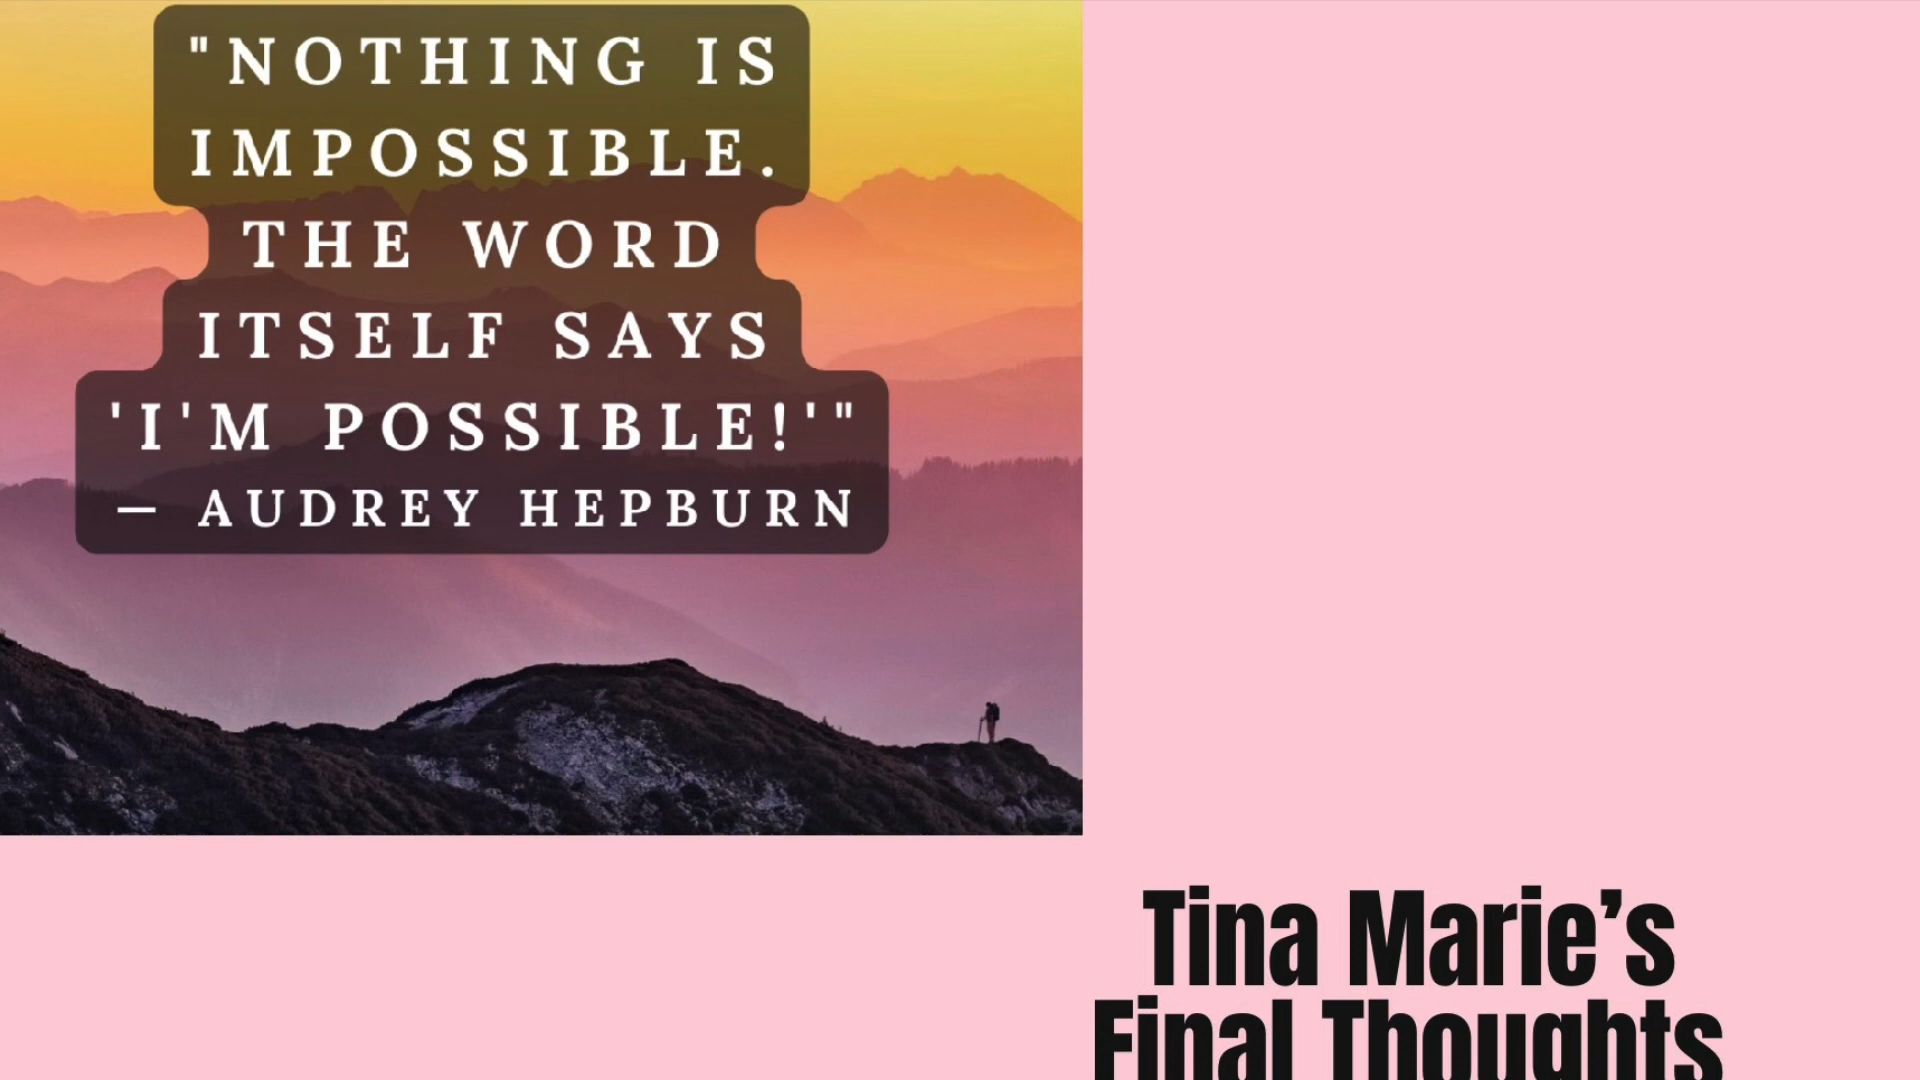 "NOTHING IS
IMPOSSIBLE.
THE WORD
ITSELF SAYS
'I'M POSSIBLE!'"
– AUDREY HEPBURN
Tina Marie’s
Final Thoughts